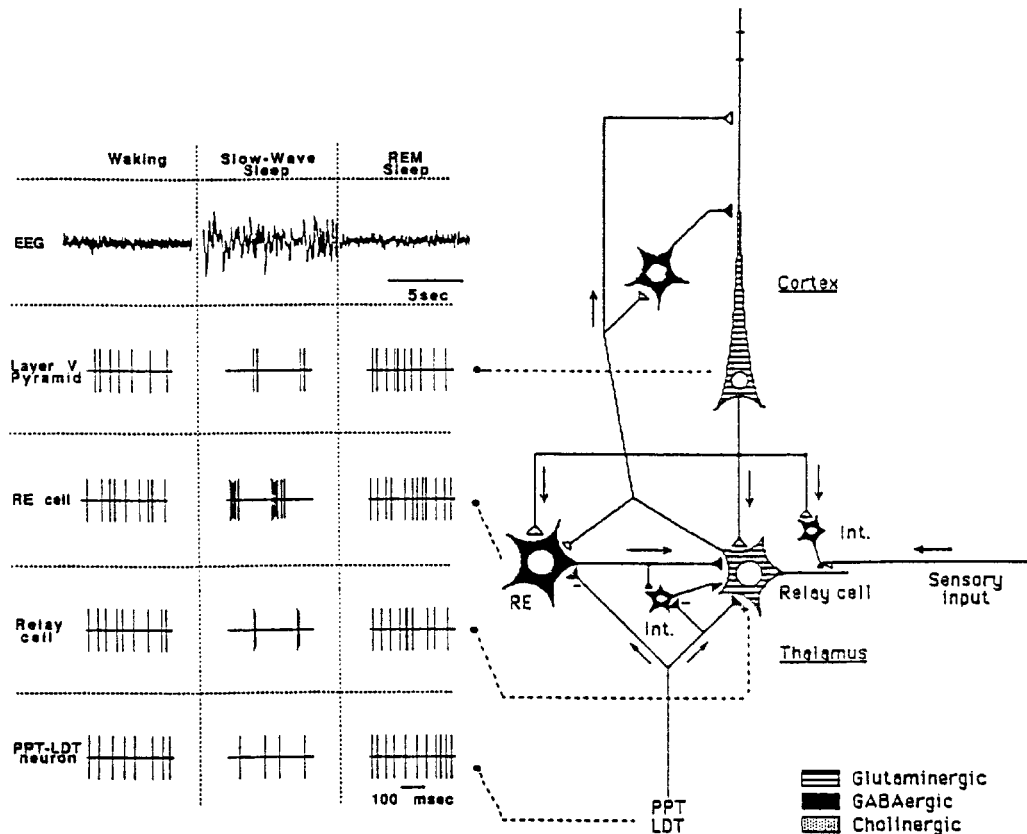 Waking
Slow-Wave
Sleep
REM
Sleep
EEG
5sec
Cortex
Layer V
Pyramid
RE cell
Int.
RE
Relay cell
Sensory
input
Int.
Relay
cell
Thalamus
PPT-LDT
neuron
100 msec
PPT
LDT
Glutaminergic
GABAergic
Cholinergic